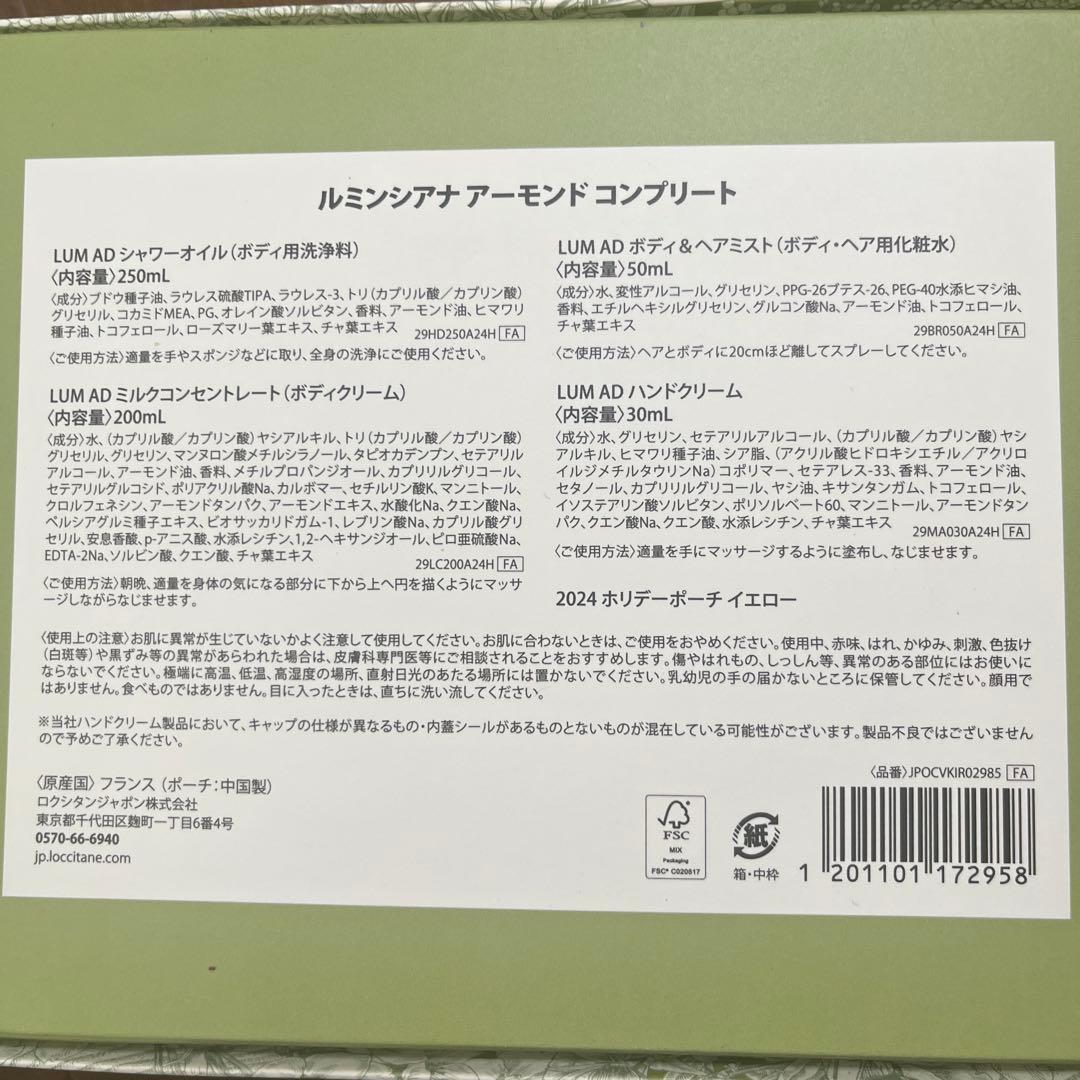 ルミンシアナ アーモンド コンプリート
LUM AD シャワーオイル（ボディ用洗浄料）
〈内容量〉250mL
〈成分〉ブドウ種子油、ラウレス硫酸TIPA、ラウレス-3、トリ（カプリル酸／カプリン酸）
グリセリル、コカミドMEA、PG、オレイン酸ソルビタン、香料、アーモンド油、ヒマワリ
種子油、トコフェロール、ローズマリー葉エキス、チャ葉エキス 29HD250A24H FA
〈ご使用方法〉適量を手やスポンジなどに取り、全身の洗浄にご使用ください。
LUM AD ミルクコンセントレート（ボディクリーム）
〈内容量〉200mL
〈成分〉水、（カプリル酸／カプリン酸）ヤシアルキル、トリ（カプリル酸／カプリン酸）
グリセリル、グリセリン、マンヌロン酸メチルシラノール、タピオカデンプン、セテアリル
アルコール、アーモンド油、香料、メチルプロパンジオール、カプリリルグリコール、
セテアリルグルコシド、ポリアクリル酸Na、カルボマー、セチルリン酸K、マンニトール、
クロルフェネシン、アーモンドタンパク、アーモンドエキス、水酸化Na、クエン酸Na、
ペルシアグルミ種子エキス、ビオサッカリドガム-1、レブリン酸Na、カプリル酸グリ
セリル、安息香酸、p-アニス酸、水添レシチン、1,2-ヘキサンジオール、ピロ亜硫酸Na、
EDTA-2Na、ソルビン酸、クエン酸、チャ葉エキス 29LC200A24H FA
〈ご使用方法〉朝晩、適量を身体の気になる部分に下から上へ円を描くようにマッサ
ージしながらなじませます。
LUM AD ボディ＆ヘアミスト（ボディ・ヘア用化粧水）
〈内容量〉50mL
〈成分〉水、変性アルコール、グリセリン、PPG-26ブテス-26、PEG-40水添ヒマシ油、
香料、エチルヘキシルグリセリン、グルコン酸Na、アーモンド油、トコフェロール、
チャ葉エキス 29BR050A24H FA
〈ご使用方法〉ヘアとボディに20cmほど離してスプレーしてください。
LUM AD ハンドクリーム
〈内容量〉30mL
〈成分〉水、グリセリン、セテアリルアルコール、（カプリル酸／カプリン酸）ヤシ
アルキル、ヒマワリ種子油、シア脂、（アクリル酸ヒドロキシエチル／アクリロ
イルジメチルタウリンNa）コポリマー、セテアレス-33、香料、アーモンド油、
セタノール、カプリリルグリコール、ヤシ油、キサンタンガム、トコフェロール、
イソステアリン酸ソルビタン、ポリソルベート60、マンニトール、アーモンドタン
パク、クエン酸Na、クエン酸、水添レシチン、チャ葉エキス 29MA030A24H FA
〈ご使用方法〉適量を手にマッサージするように塗布し、なじませます。
2024 ホリデーポーチ イエロー
〈使用上の注意〉お肌に異常が生じていないかよく注意して使用してください。お肌に合わないときは、ご使用をおやめください。使用中、赤味、はれ、かゆみ、刺激、色抜け
（白斑等）や黒ずみ等の異常があらわれた場合は、皮膚科専門医等にご相談されることをおすすめします。傷やはれもの、しっしん等、異常のある部位にはお使いに
ならないでください。極端に高温、低温、高湿度の場所、直射日光のあたる場所には置かないでください。乳幼児の手の届かないところに保管してください。顔用で
はありません。食べものではありません。目に入ったときは、直ちに洗い流してください。
※当社ハンドクリーム製品において、キャップの仕様が異なるもの・内蓋シールがあるものとないものが混在している可能性がございます。製品不良ではございません
ので予めご了承ください。
〈原産国〉フランス（ポーチ：中国製）
ロクシタンジャポン株式会社
東京都千代田区麹町一丁目6番4号
0570-66-6940
jp.loccitane.com
〈品番〉JPOCVKIR02985 FA
FSC
MIX
Packaging
FSC® C020617
紙
箱・中枠
1 201101 172958